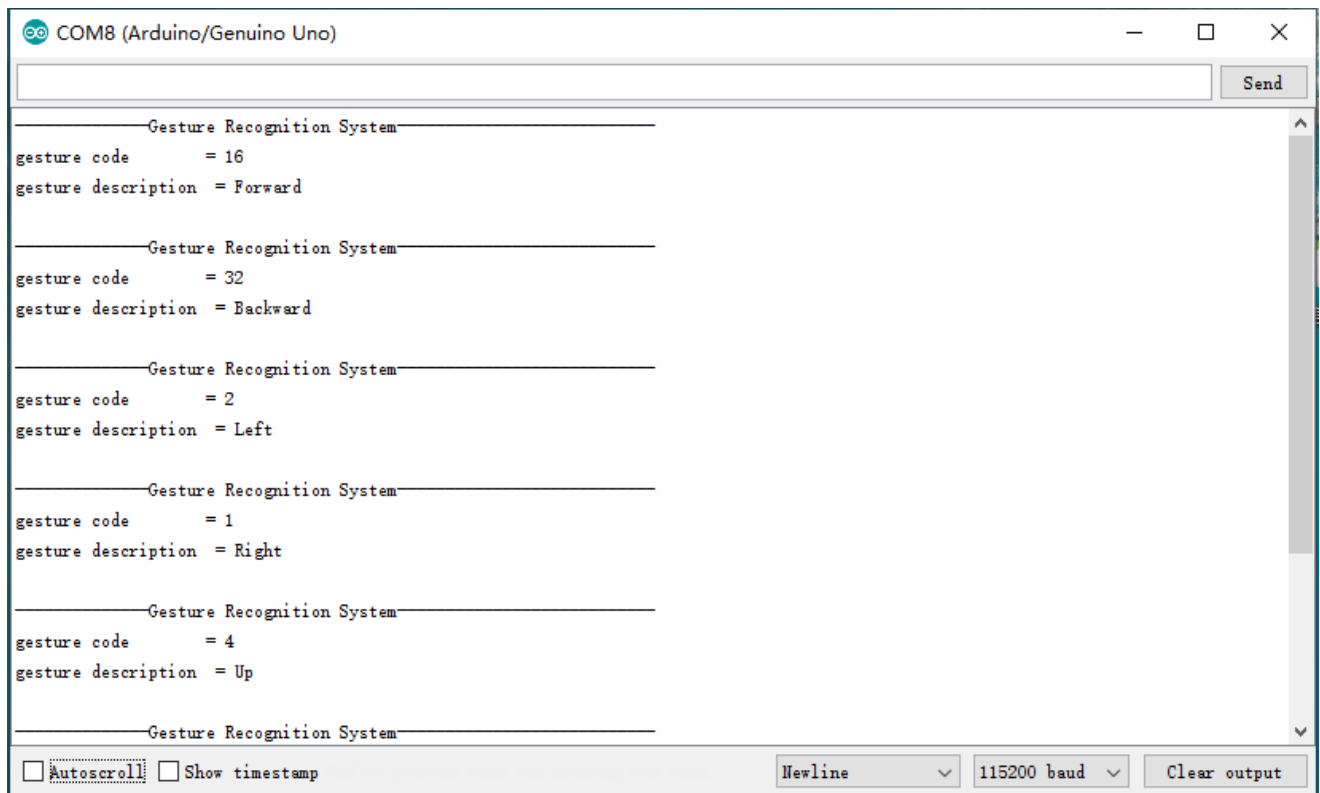 COM8 (Arduino/Genuino Uno)
Send
—————————Gesture Recognition System—————————————————
gesture code        = 16
gesture description  = Forward
—————————Gesture Recognition System—————————————————
gesture code        = 32
gesture description  = Backward
—————————Gesture Recognition System—————————————————
gesture code        = 2
gesture description  = Left
—————————Gesture Recognition System—————————————————
gesture code        = 1
gesture description  = Right
—————————Gesture Recognition System—————————————————
gesture code        = 4
gesture description  = Up
—————————Gesture Recognition System—————————————————
Autoscroll Show timestamp Newline 115200 baud Clear output